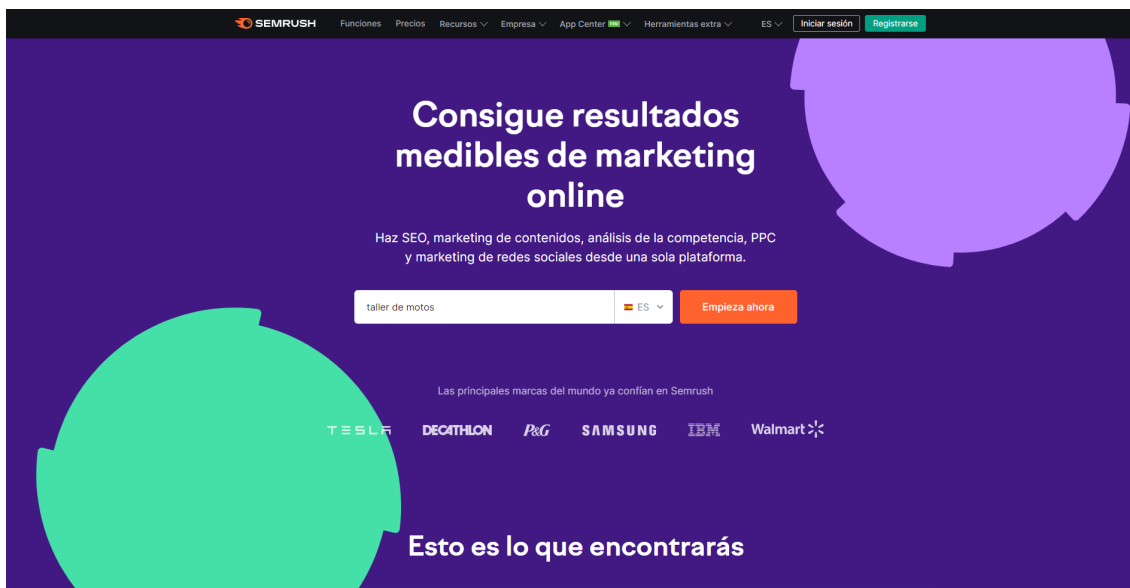 SEMRUSH Funciones Precios Recursos Empresa App Center Herramientas extra ES Iniciar sesión Registrarse
Consigue resultados
medibles de marketing
online
Haz SEO, marketing de contenidos, análisis de la competencia, PPC
y marketing de redes sociales desde una sola plataforma.
taller de motos ES Empieza ahora
Las principales marcas del mundo ya confían en Semrush
TESLA DECATHLON P&G SAMSUNG IBM Walmart
Esto es lo que encontrarás